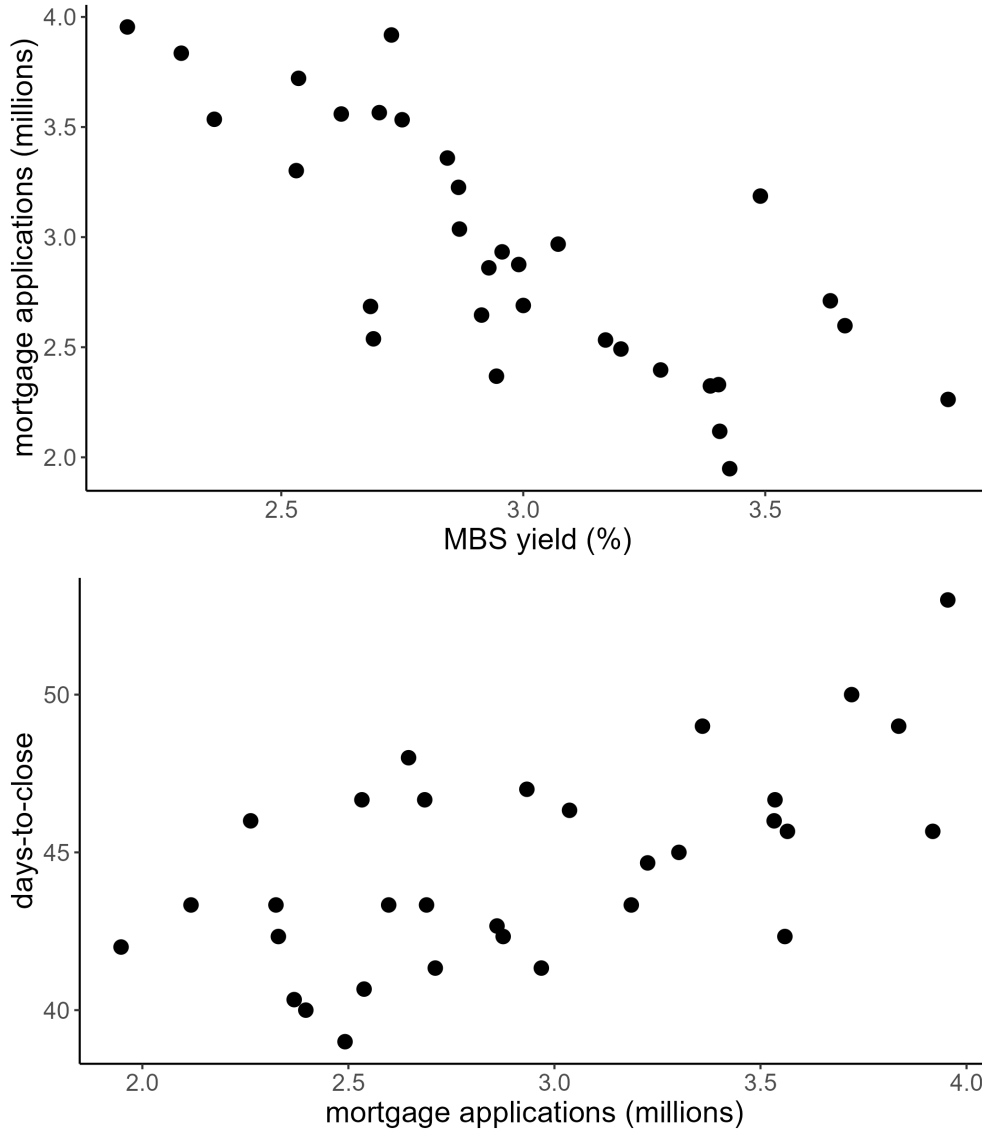 4.0
3.5
3.0
2.5
2.0
mortgage applications (millions)
2.5 3.0 3.5
MBS yield (%)
50
45
40
days-to-close
2.0 2.5 3.0 3.5 4.0
mortgage applications (millions)